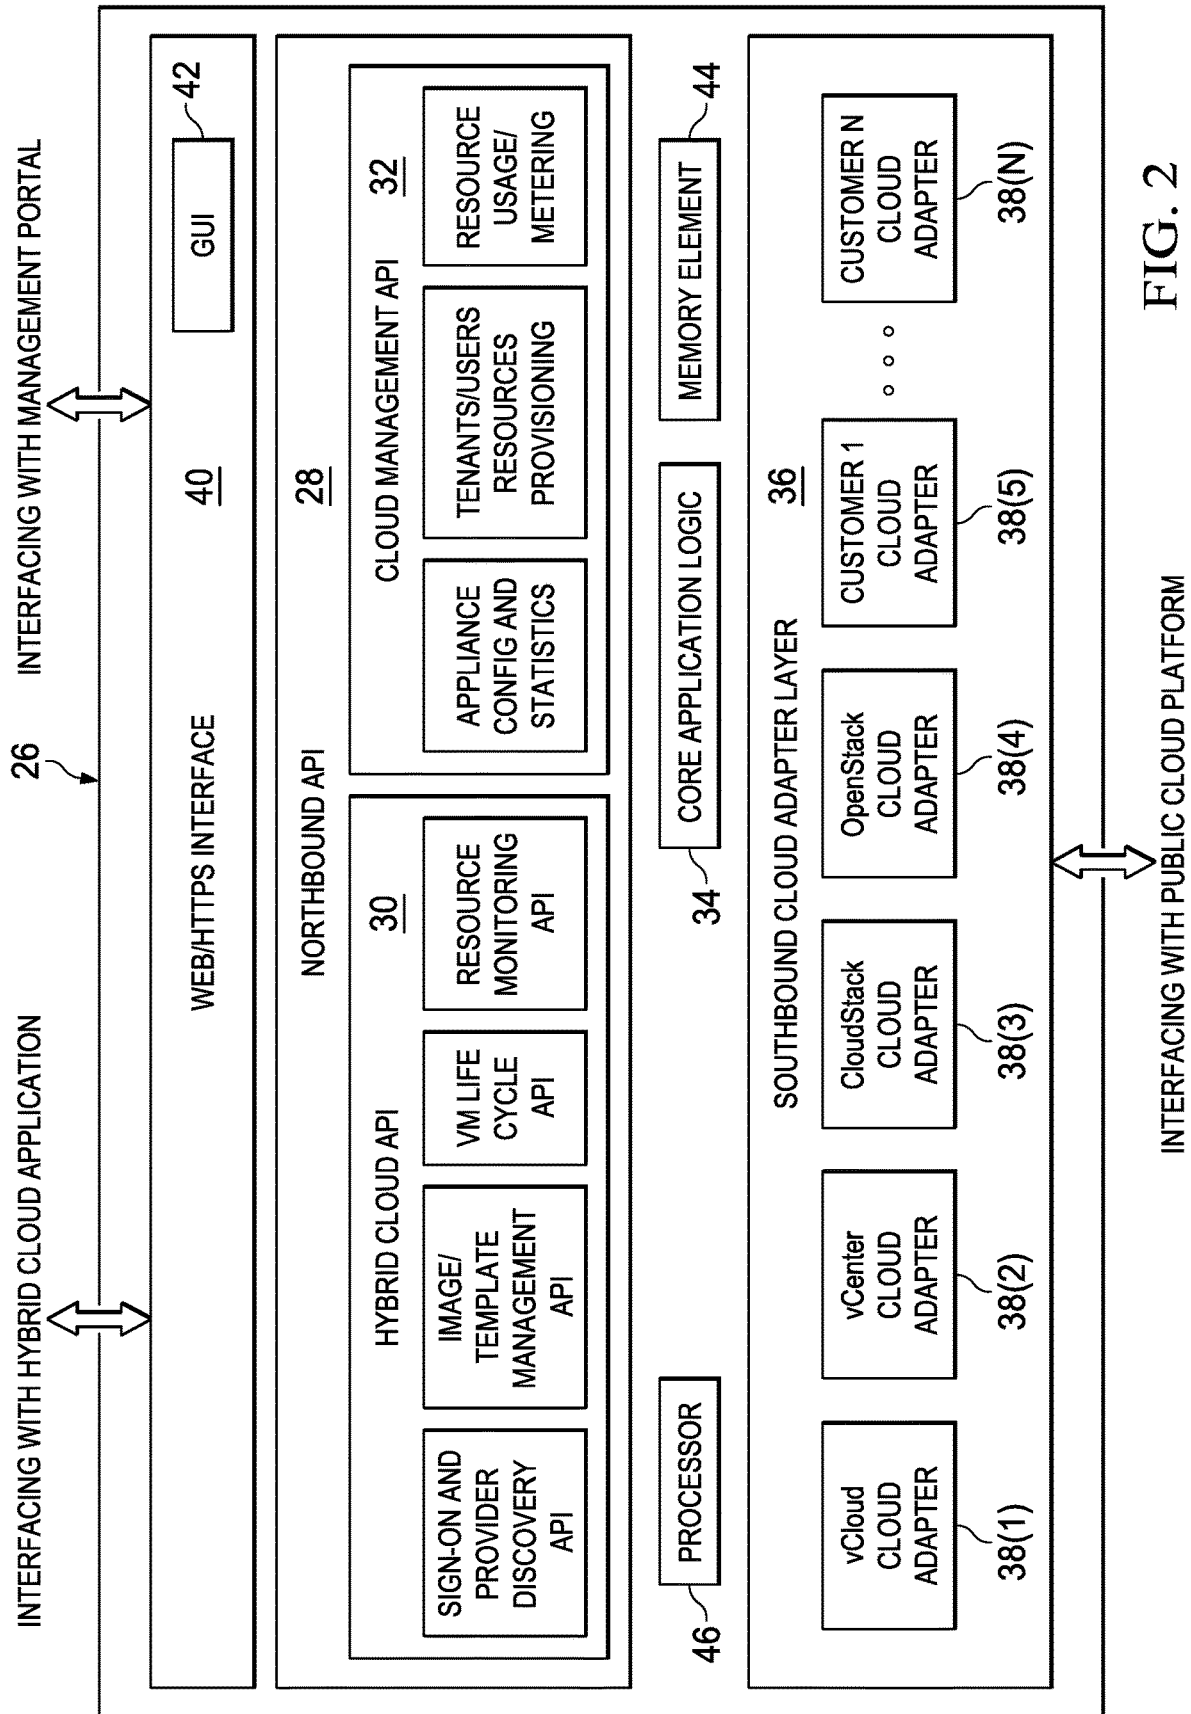 INTERFACING WITH HYBRID CLOUD APPLICATION
26
INTERFACING WITH MANAGEMENT PORTAL
WEB/HTTPS INTERFACE
40
GUI
42
NORTHBOUND API
28
HYBRID CLOUD API
30
SIGN-ON AND
PROVIDER
DISCOVERY
API
IMAGE/
TEMPLATE
MANAGEMENT
API
VM LIFE
CYCLE
API
RESOURCE
MONITORING
API
CLOUD MANAGEMENT API
32
APPLIANCE
CONFIG AND
STATISTICS
TENANTS/USERS
RESOURCES
PROVISIONING
RESOURCE
USAGE/
METERING
46
PROCESSOR
34
CORE APPLICATION LOGIC
MEMORY ELEMENT
44
SOUTHBOUND CLOUD ADAPTER LAYER
36
vCloud
CLOUD
ADAPTER
38(1)
vCenter
CLOUD
ADAPTER
38(2)
CloudStack
CLOUD
ADAPTER
38(3)
OpenStack
CLOUD
ADAPTER
38(4)
CUSTOMER 1
CLOUD
ADAPTER
38(5)
CUSTOMER N
CLOUD
ADAPTER
38(N)
INTERFACING WITH PUBLIC CLOUD PLATFORM
FIG. 2